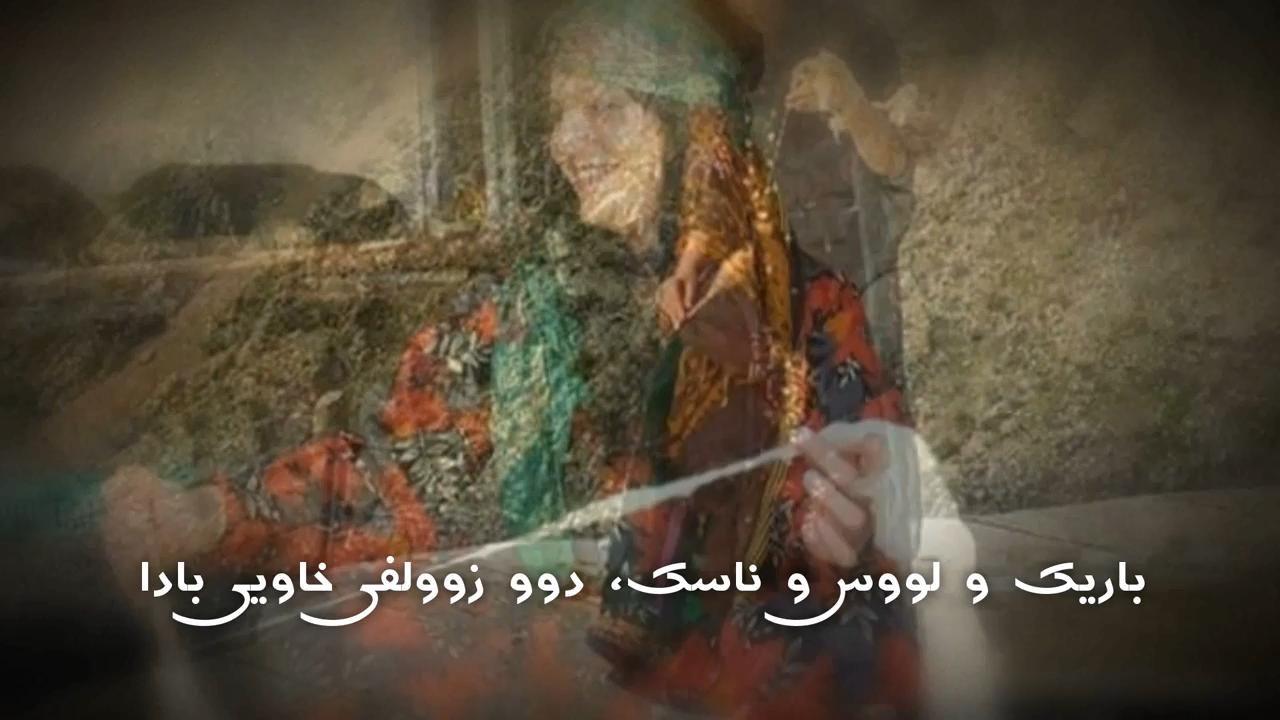 باریک و لووس و ناسک، دوو زوولفی خاویی بادا